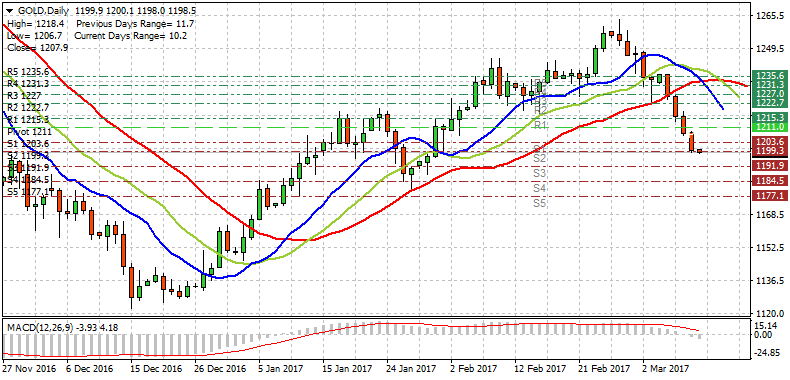 GOLD,Daily 1199.9 1200.1 1198.0 1198.5
High= 1218.4 Previous Days Range= 11.7
Low= 1206.7 Current Days Range= 10.2
Close= 1207.9
R5 1235.6
R4 1231.3
R3 1227
R2 1222.7
R1 1215.3
Pivot 1211
S1 1203.6
S2 1199.3
1191.9
S4 1184.5
S5 1177.1
R3
R2
R1
S2
S3
S4
S5
1265.5
1249.5
1235.6
1231.3
1227.0
1222.7
1215.3
1211.0
1203.6
1199.3
1191.9
1184.5
1177.1
1168.5
1152.5
1136.5
1120.0
MACD(12,26,9) -3.93 4.18
15.14
0.00
-24.85
27 Nov 2016
6 Dec 2016
15 Dec 2016
26 Dec 2016
5 Jan 2017
15 Jan 2017
24 Jan 2017
2 Feb 2017
12 Feb 2017
21 Feb 2017
2 Mar 2017